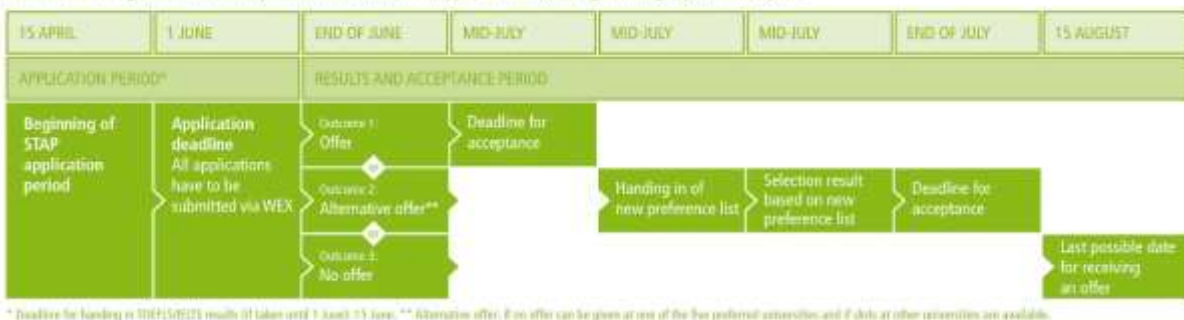 15 APRIL
1 JUNE
END OF JUNE
MID-JULY
MID-JULY
MID-JULY
END OF JULY
15 AUGUST
APPLICATION PERIOD*
RESULTS AND ACCEPTANCE PERIOD
Beginning of
STAP
application
period
Application
deadline
All applications
have to be
submitted via WEX
Outcome 1:
Offer
or
Outcome 2:
Alternative offer**
or
Outcome 3:
No offer
Deadline for
acceptance
Handing in of
new preference list
Selection result
based on new
preference list
Deadline for
acceptance
Last possible date
for receiving
an offer
* Deadline for handing in TOEFL/IELTS results (if taken until 1 June): 15 June. ** Alternative offer: if no offer can be given at one of the five preferred universities and if slots at other universities are available.